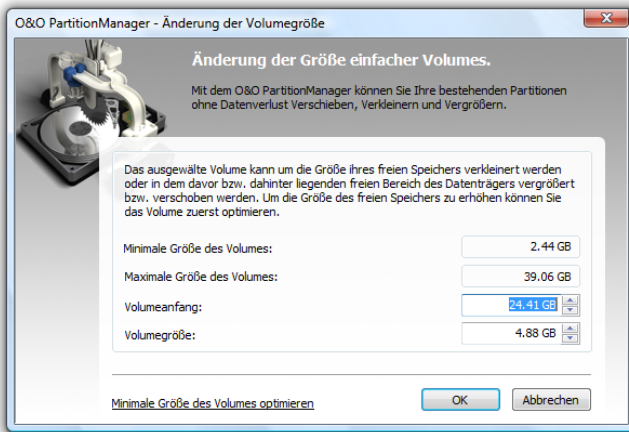 O&O PartitionManager - Änderung der Volumegröße
Änderung der Größe einfacher Volumes.
Mit dem O&O PartitionManager können Sie Ihre bestehenden Partitionen
ohne Datenverlust Verschieben, Verkleinern und Vergrößern.
Das ausgewälte Volume kann um die Größe ihres freien Speichers verkleinert werden
oder in dem davor bzw. dahinter liegenden freien Bereich des Datenträgers vergrößert
bzw. verschoben werden. Um die Größe des freien Speichers zu erhöhen können Sie
das Volume zuerst optimieren.
Minimale Größe des Volumes: 2.44 GB
Maximale Größe des Volumes: 39.06 GB
Volumeanfang: 24.41 GB
Volumegröße: 4.88 GB
Minimale Größe des Volumes optimieren OK Abbrechen